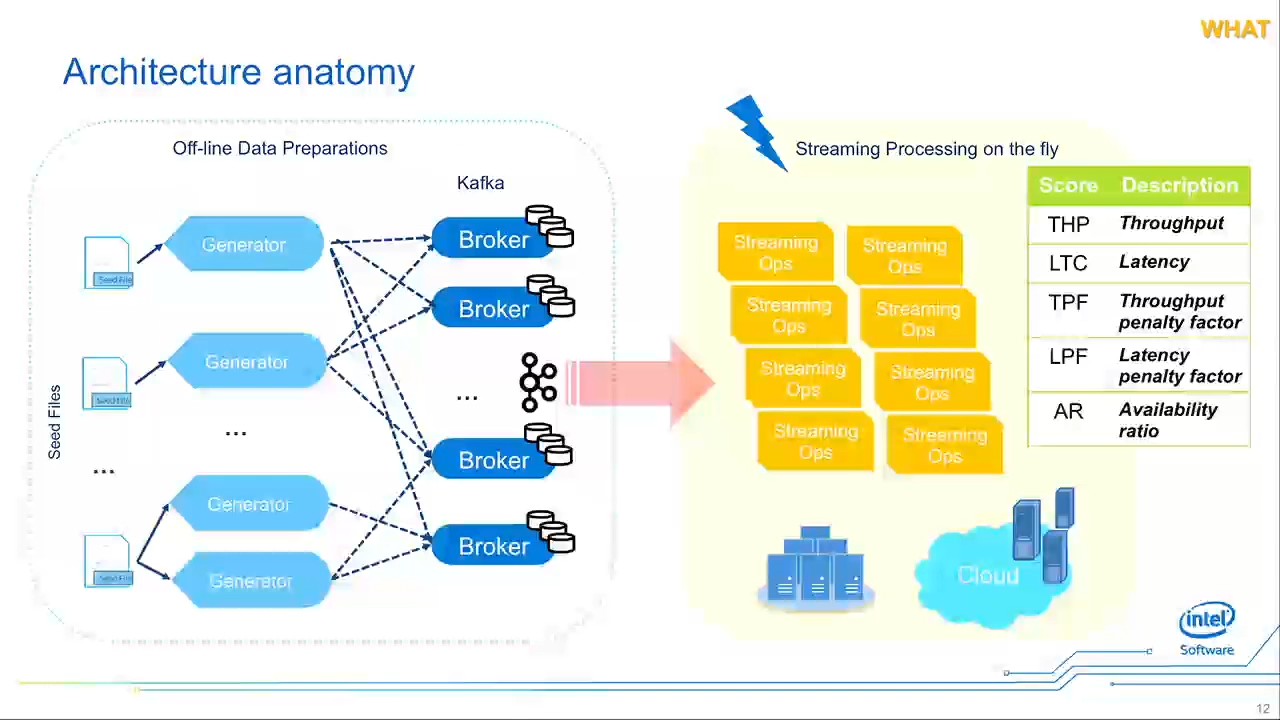 WHAT
Architecture anatomy
Off-line Data Preparations
Kafka
Seed Files
Seed File
Seed File
...
Seed File
Generator
Generator
...
Generator
Generator
Broker
Broker
...
Broker
Broker
Streaming Processing on the fly
Streaming
Ops
Streaming
Ops
Streaming
Ops
Streaming
Ops
Streaming
Ops
Streaming
Ops
Streaming
Ops
Streaming
Ops
Cloud
Score Description
THP Throughput
LTC Latency
TPF Throughput
penalty factor
LPF Latency
penalty factor
AR Availability
ratio
intel
Software
12